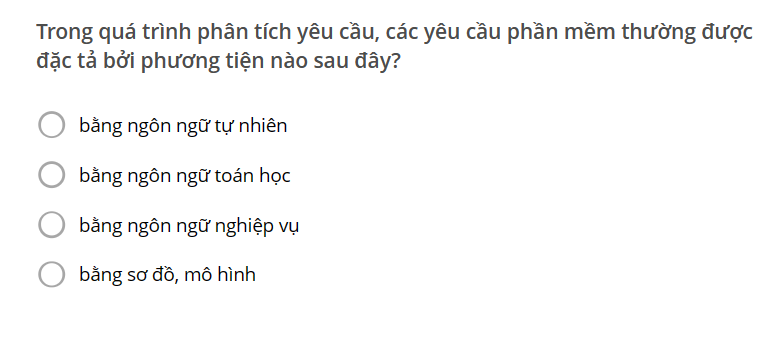 Trong quá trình phân tích yêu cầu, các yêu cầu phần mềm thường được
đặc tả bởi phương tiện nào sau đây?
bằng ngôn ngữ tự nhiên
bằng ngôn ngữ toán học
bằng ngôn ngữ nghiệp vụ
bằng sơ đồ, mô hình